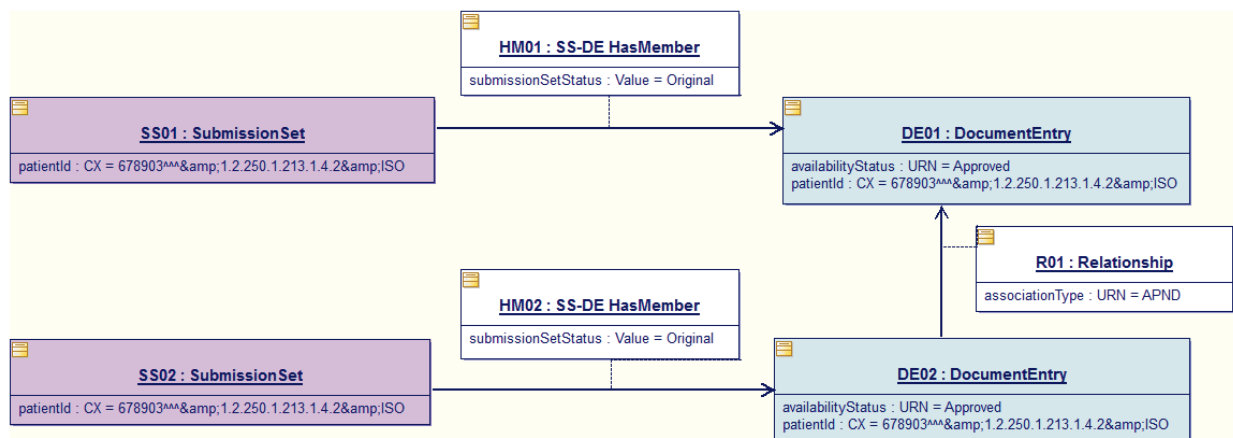 HM01 : SS-DE HasMember
submissionSetStatus : Value = Original
SS01 : SubmissionSet
patientId : CX = 678903^^^&amp;1.2.250.1.213.1.4.2&amp;ISO
DE01 : DocumentEntry
availabilityStatus : URN = Approved
patientId : CX = 678903^^^&amp;1.2.250.1.213.1.4.2&amp;ISO
R01 : Relationship
associationType : URN = APND
HM02 : SS-DE HasMember
submissionSetStatus : Value = Original
SS02 : SubmissionSet
patientId : CX = 678903^^^&amp;1.2.250.1.213.1.4.2&amp;ISO
DE02 : DocumentEntry
availabilityStatus : URN = Approved
patientId : CX = 678903^^^&amp;1.2.250.1.213.1.4.2&amp;ISO